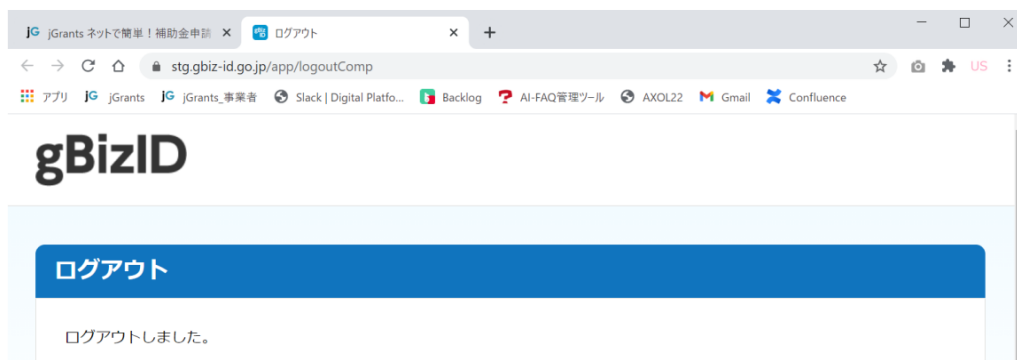 jG jGrants ネットで簡単！補助金申請 ログアウト
stg.gbiz-id.go.jp/app/logoutComp US
アプリ jG jGrants jG jGrants_事業者 Slack | Digital Platfo... Backlog AI-FAQ管理ツール AXOL22 Gmail Confluence
gBizID
ログアウト
ログアウトしました。